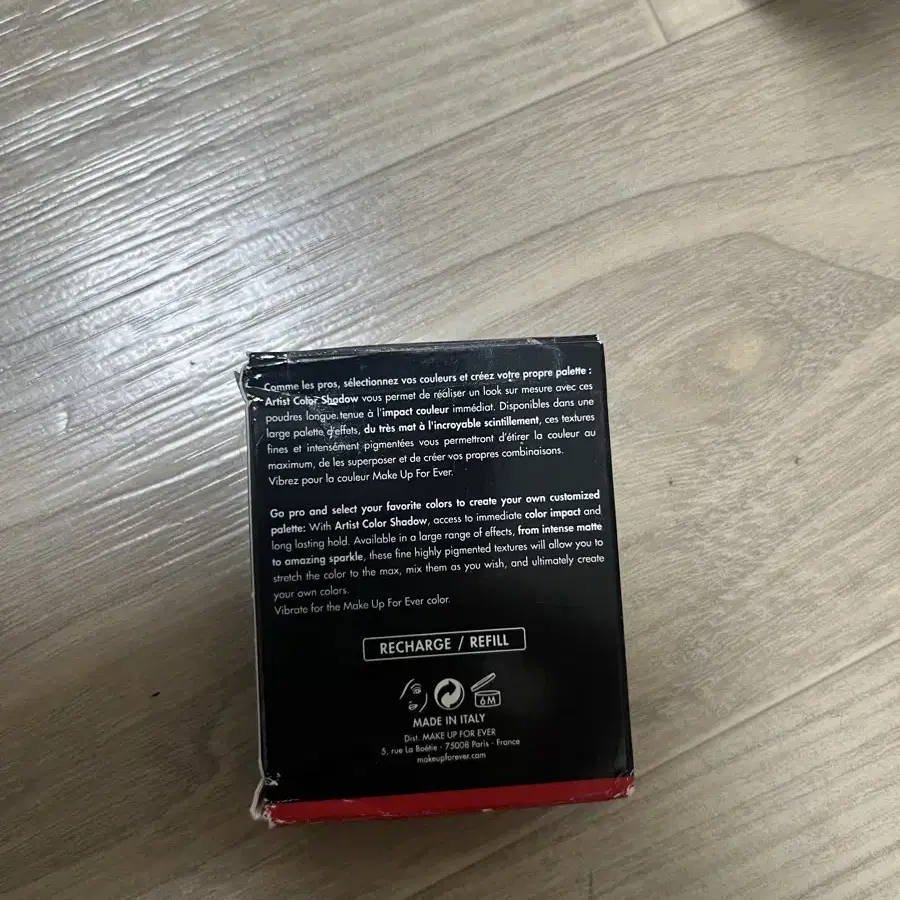 Comme les pros, sélectionnez vos couleurs et créez votre propre palette :
Artist Color Shadow vous permet de réaliser un look sur mesure avec ces
poudres longue tenue à l'impact couleur immédiat. Disponibles dans une
large palette d'effets, du très mat à l'incroyable scintillement, ces textures
fines et intensément pigmentées vous permettront d'étirer la couleur au
maximum, de les superposer et de créer vos propres combinaisons.
Vibrez pour la couleur Make Up For Ever.
Go pro and select your favorite colors to create your own customized
palette: With Artist Color Shadow, access to immediate color impact and
long lasting hold. Available in a large range of effects, from intense matte
to amazing sparkle, these fine highly pigmented textures will allow you to
stretch the color to the max, mix them as you wish, and ultimately create
your own colors.
Vibrate for the Make Up For Ever color.
RECHARGE / REFILL
6M
MADE IN ITALY
Dist. MAKE UP FOR EVER
5, rue La Boétie - 75008 Paris - France
makeupforever.com